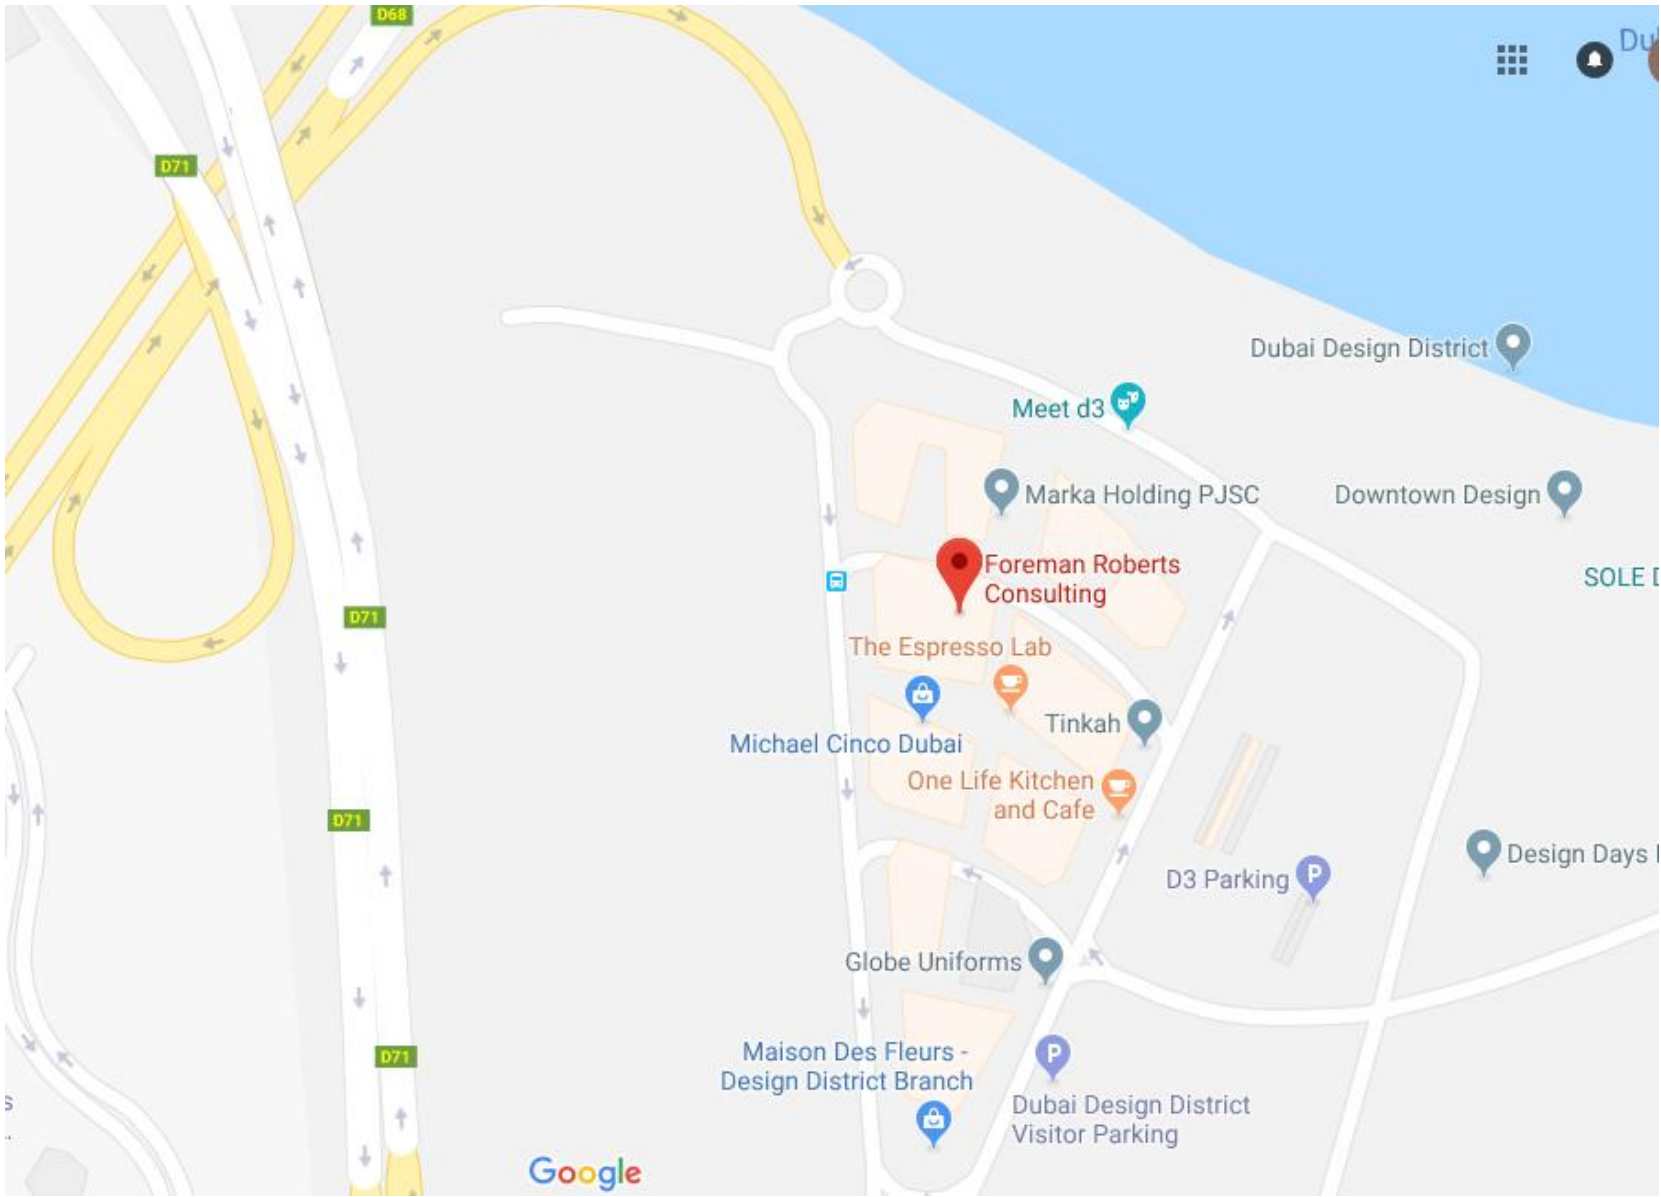 D68
Du
D71
Dubai Design District
Meet d3
Marka Holding PJSC
Downtown Design
Foreman Roberts
Consulting
SOLE D
D71
The Espresso Lab
Tinkah
Michael Cinco Dubai
One Life Kitchen
and Cafe
D71
Design Days
D3 Parking
P
Globe Uniforms
D71
Maison Des Fleurs -
Design District Branch
P
Dubai Design District
Visitor Parking
s
Google